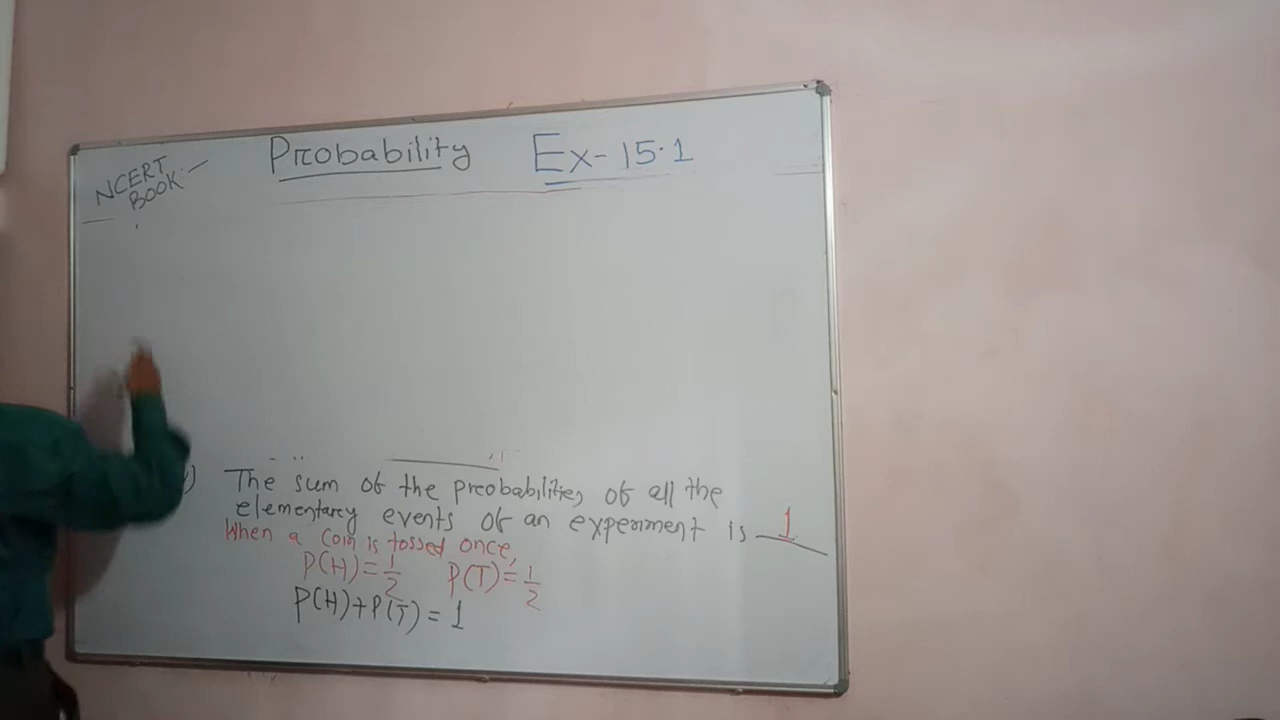 NCERT
BOOK:-
Probability Ex-15.1
) The sum of the probabilities of all the
elementary events of an experiment is 1
When a coin is tossed once,
P(H)=1/2 P(T)=1/2
P(H)+P(T)=1